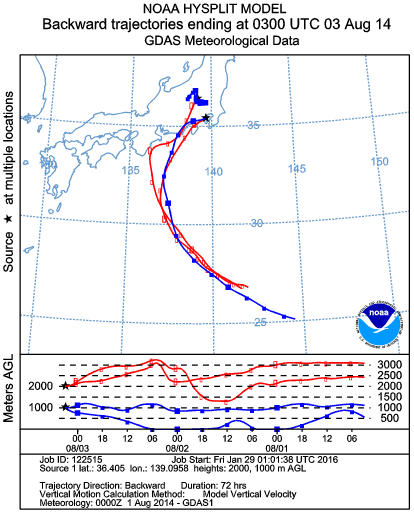 NOAA HYSPLIT MODEL
Backward trajectories ending at 0300 UTC 03 Aug 14
GDAS Meteorological Data
Source ★ at multiple locations
35
135
140
145
150
30
25
noaa
Meters AGL
3000
2500
2000 2000
1500
1000 1000
500
00 18 12 06 00 18 12 06 00 18 12 06
08/03 08/02 08/01
Job ID: 122515 Job Start: Fri Jan 29 01:01:38 UTC 2016
Source 1 lat.: 36.405 lon.: 139.0958 heights: 2000, 1000 m AGL
Trajectory Direction: Backward Duration: 72 hrs
Vertical Motion Calculation Method: Model Vertical Velocity
Meteorology: 0000Z 1 Aug 2014 - GDAS1